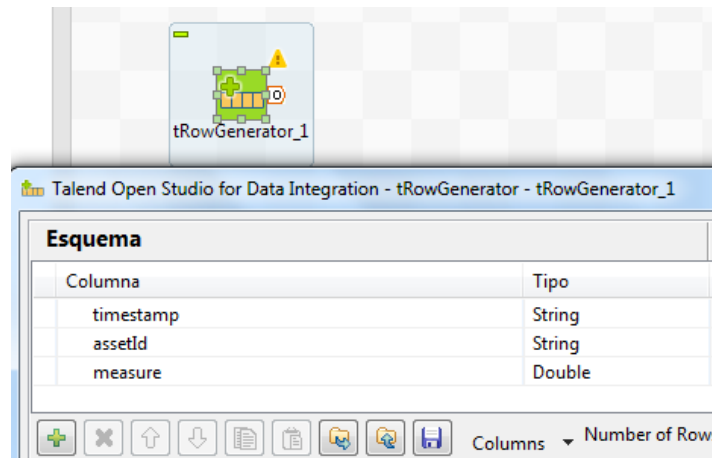 tRowGenerator_1
Talend Open Studio for Data Integration - tRowGenerator - tRowGenerator_1
Esquema
Columna Tipo
timestamp String
assetId String
measure Double
Columns Number of Row